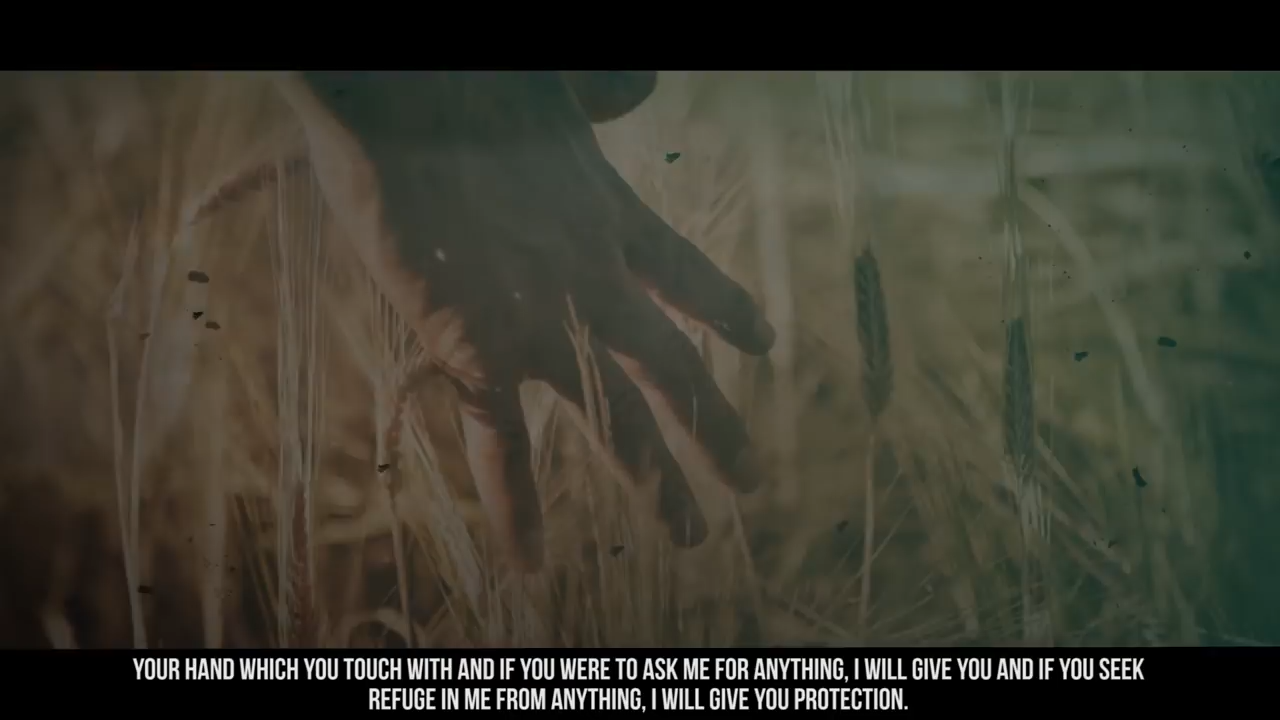 YOUR HAND WHICH YOU TOUCH WITH AND IF YOU WERE TO ASK ME FOR ANYTHING, I WILL GIVE YOU AND IF YOU SEEK
REFUGE IN ME FROM ANYTHING, I WILL GIVE YOU PROTECTION.